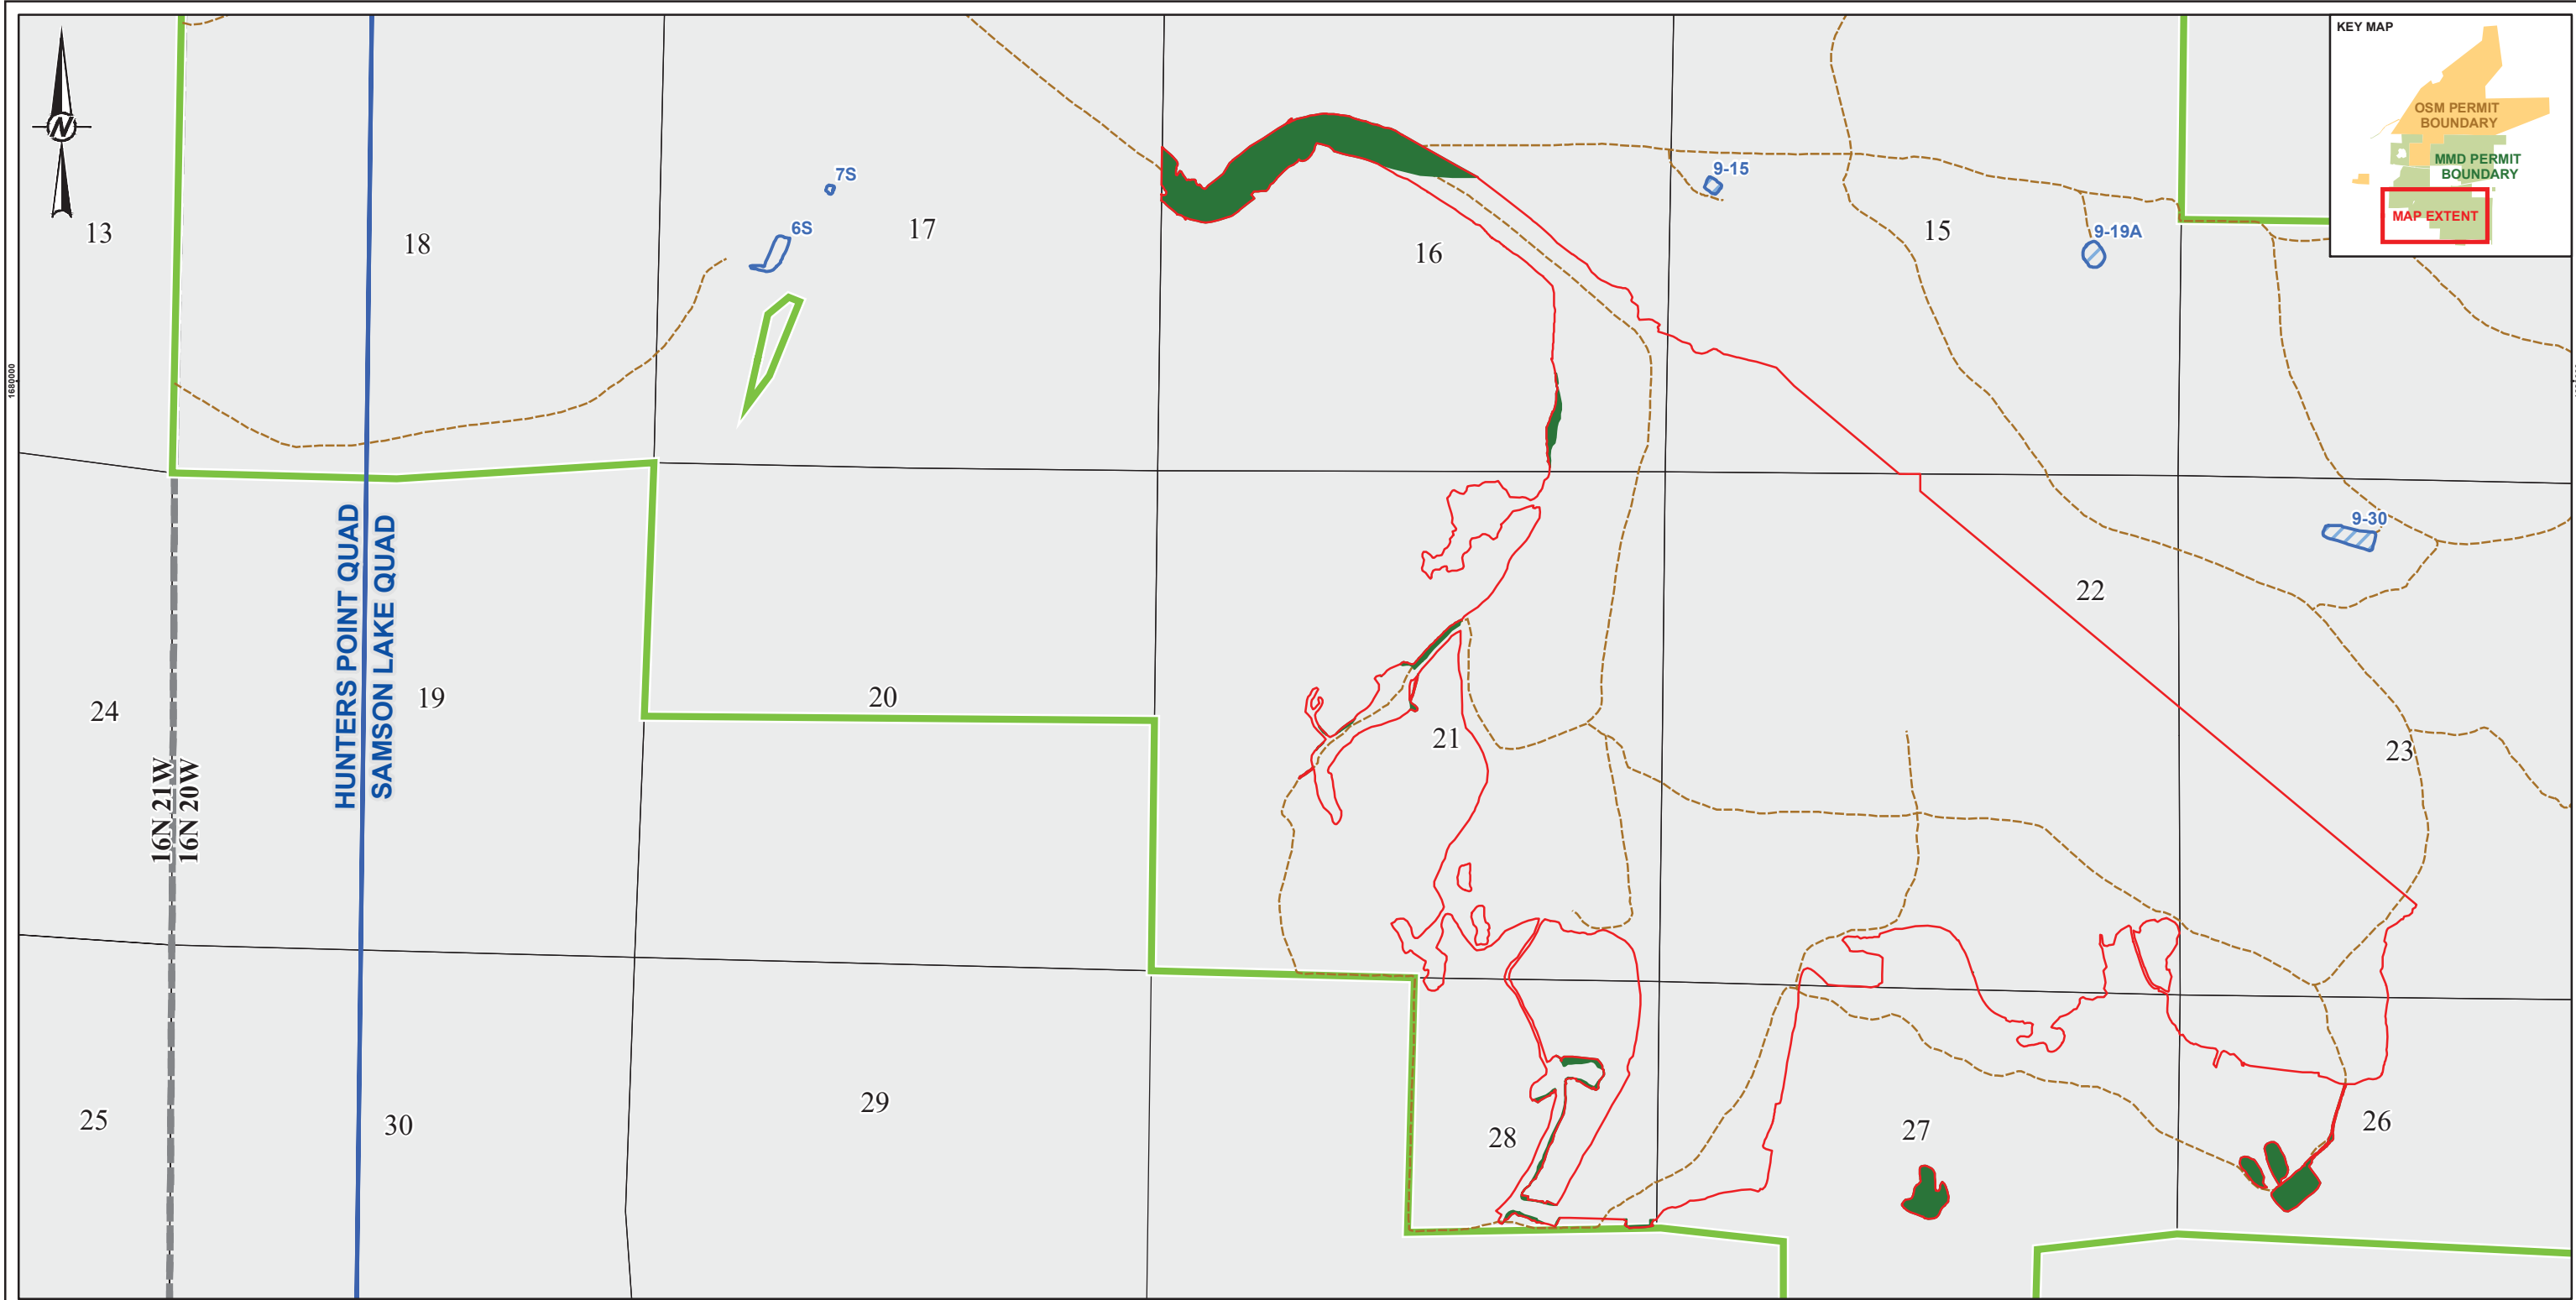 KEY MAP
OSM PERMIT
BOUNDARY
MMD PERMIT
BOUNDARY
MAP EXTENT
N
7S
9-15
6S
9-19A
13
18
17
16
15
1680000
9-30
HUNTERS POINT QUAD
SAMSON LAKE QUAD
22
24
19
20
21
23
16N 21W
16N 20W
25
30
29
28
27
26